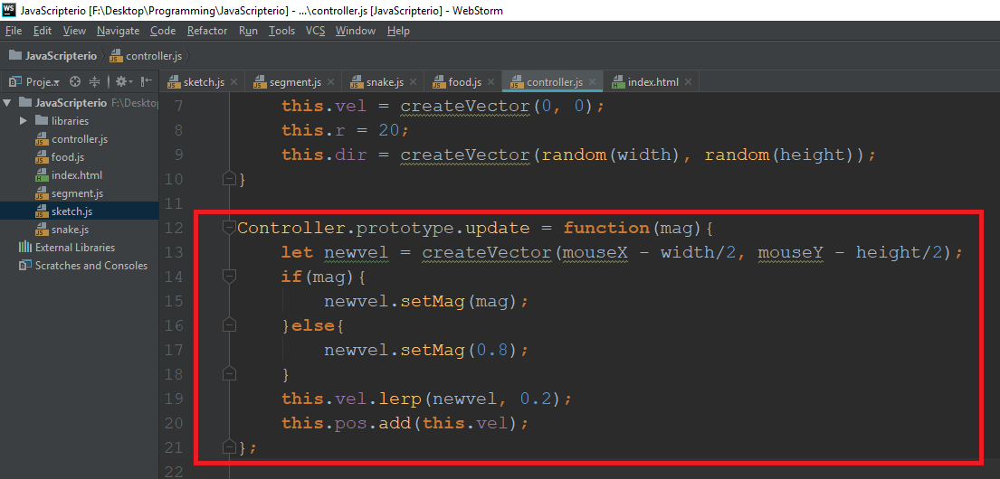 WS JavaScripterio [F:\Desktop\Programming\JavaScripterio] - ...\controller.js [JavaScripterio] - WebStorm
File Edit View Navigate Code Refactor Run Tools VCS Window Help
JavaScripterio controller.js
Proje.. sketch.js segment.js snake.js food.js controller.js index.html
JavaScripterio F:\Deskto
libraries
controller.js
food.js
index.html
segment.js
sketch.js
snake.js
External Libraries
Scratches and Consoles
7 this.vel = createVector(0, 0);
8 this.r = 20;
9 this.dir = createVector(random(width), random(height));
10 }
11
12 Controller.prototype.update = function(mag){
13 let newvel = createVector(mouseX - width/2, mouseY - height/2);
14 if(mag){
15 newvel.setMag(mag);
16 }else{
17 newvel.setMag(0.8);
18 }
19 this.vel.lerp(newvel, 0.2);
20 this.pos.add(this.vel);
21 };
22